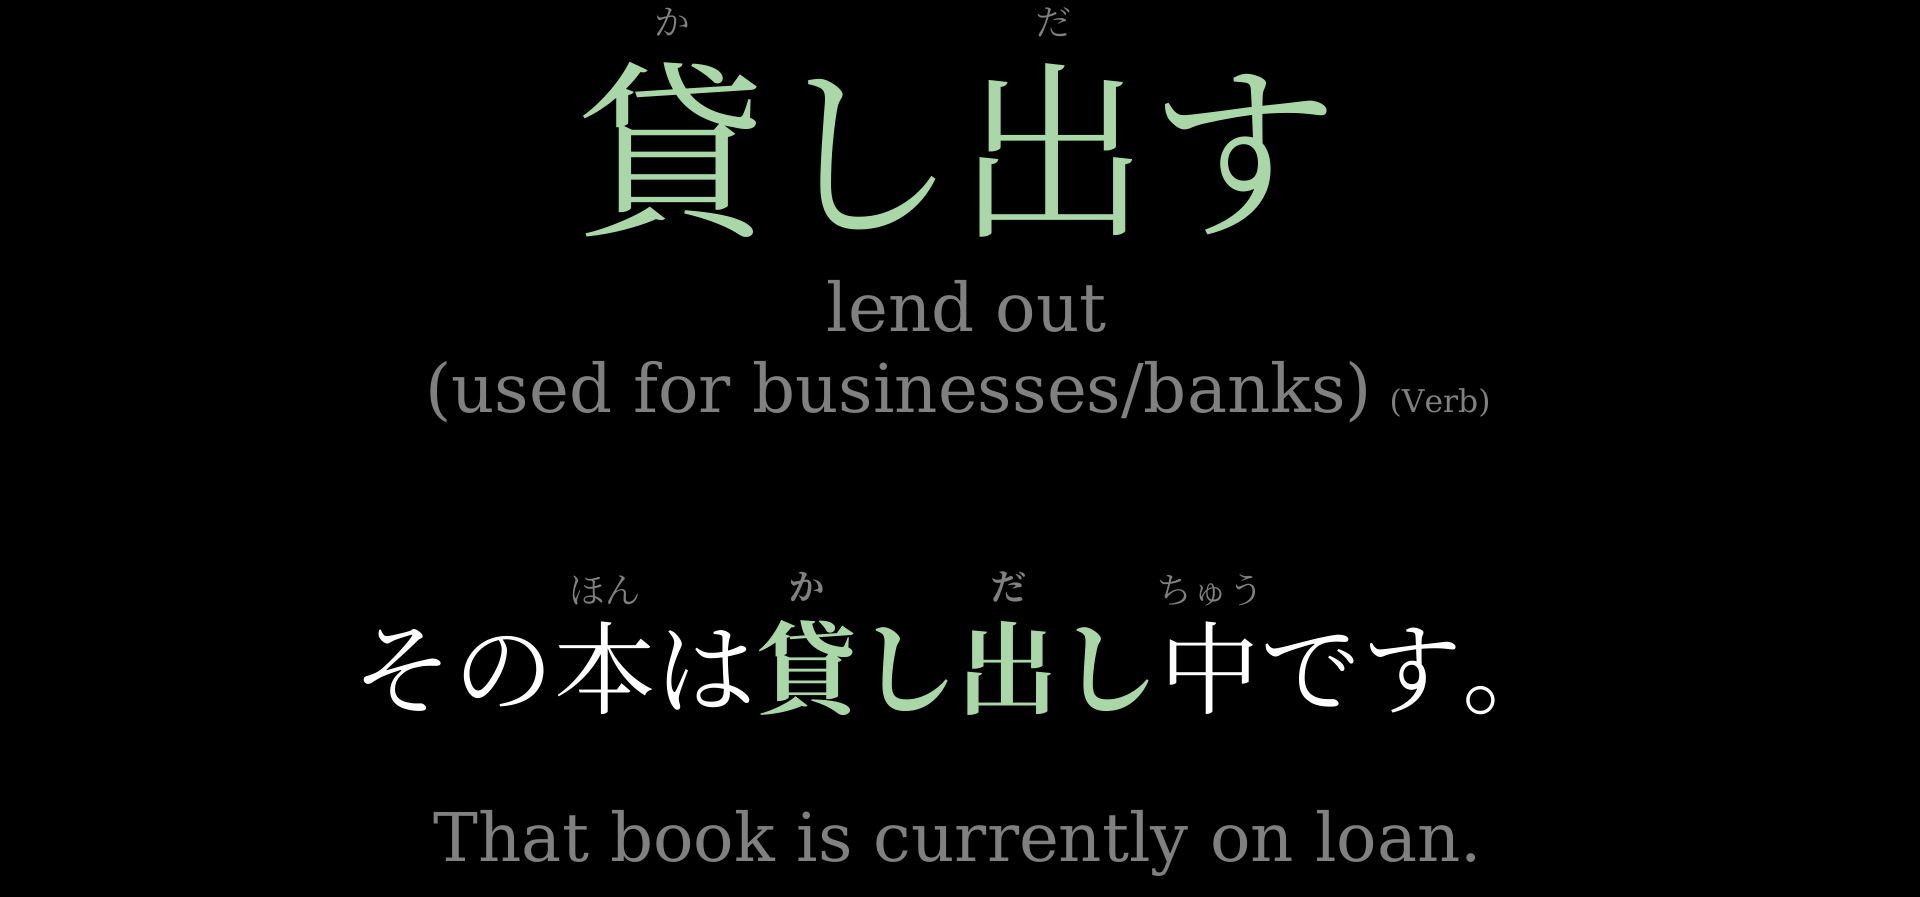 か だ
貸し出す
lend out
(used for businesses/banks) (Verb)
ほん か だ ちゅう
その本は貸し出し中です。
That book is currently on loan.